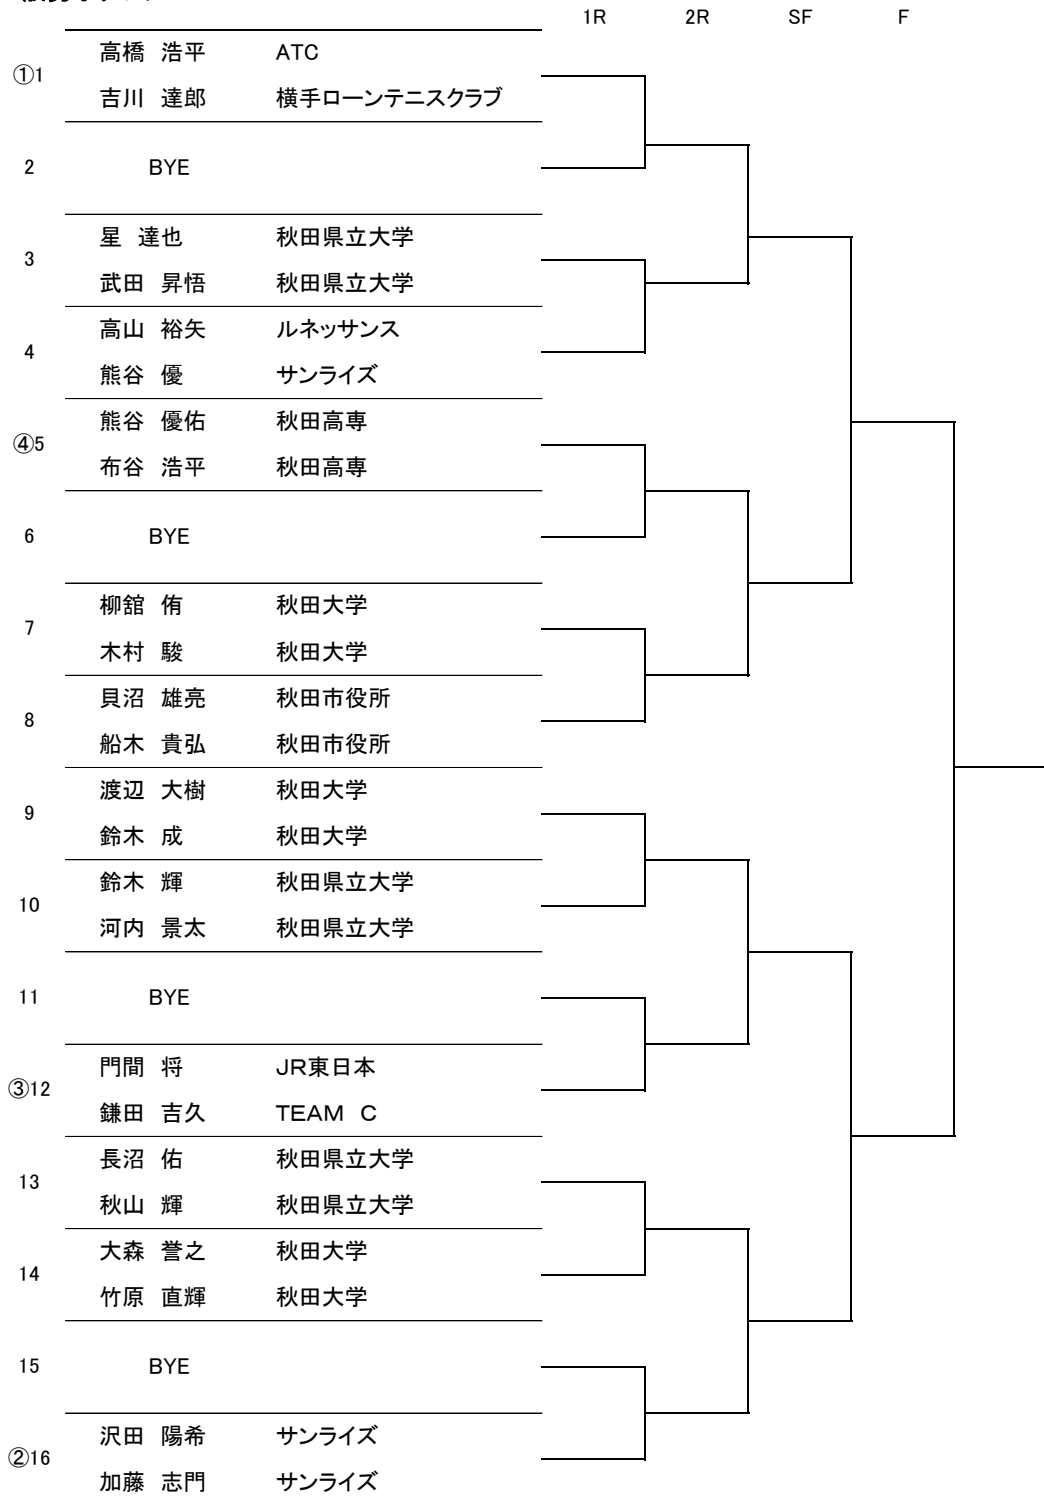 1R 2R SF F
高橋 浩平 ATC
①1
吉川 達郎 横手ローンテニスクラブ
2 BYE
星 達也 秋田県立大学
3
武田 昇悟 秋田県立大学
高山 裕矢 ルネッサンス
4
熊谷 優 サンライズ
熊谷 優佑 秋田高専
④5
布谷 浩平 秋田高専
6 BYE
柳舘 侑 秋田大学
7
木村 駿 秋田大学
貝沼 雄亮 秋田市役所
8
船木 貴弘 秋田市役所
渡辺 大樹 秋田大学
9
鈴木 成 秋田大学
鈴木 輝 秋田県立大学
10
河内 景太 秋田県立大学
11 BYE
門間 将 JR東日本
③12
鎌田 吉久 TEAM C
長沼 佑 秋田県立大学
13
秋山 輝 秋田県立大学
大森 誉之 秋田大学
14
竹原 直輝 秋田大学
15 BYE
沢田 陽希 サンライズ
②16
加藤 志門 サンライズ